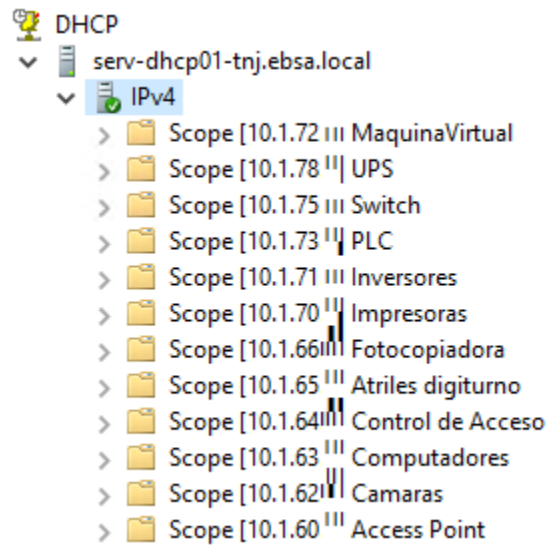 DHCP
serv-dhcp01-tnj.ebsa.local
IPv4
Scope [10.1.72 MaquinaVirtual
Scope [10.1.78 UPS
Scope [10.1.75 Switch
Scope [10.1.73 PLC
Scope [10.1.71 Inversores
Scope [10.1.70 Impresoras
Scope [10.1.66 Fotocopiadora
Scope [10.1.65 Atriles digiturno
Scope [10.1.64 Control de Acceso
Scope [10.1.63 Computadores
Scope [10.1.62 Camaras
Scope [10.1.60 Access Point